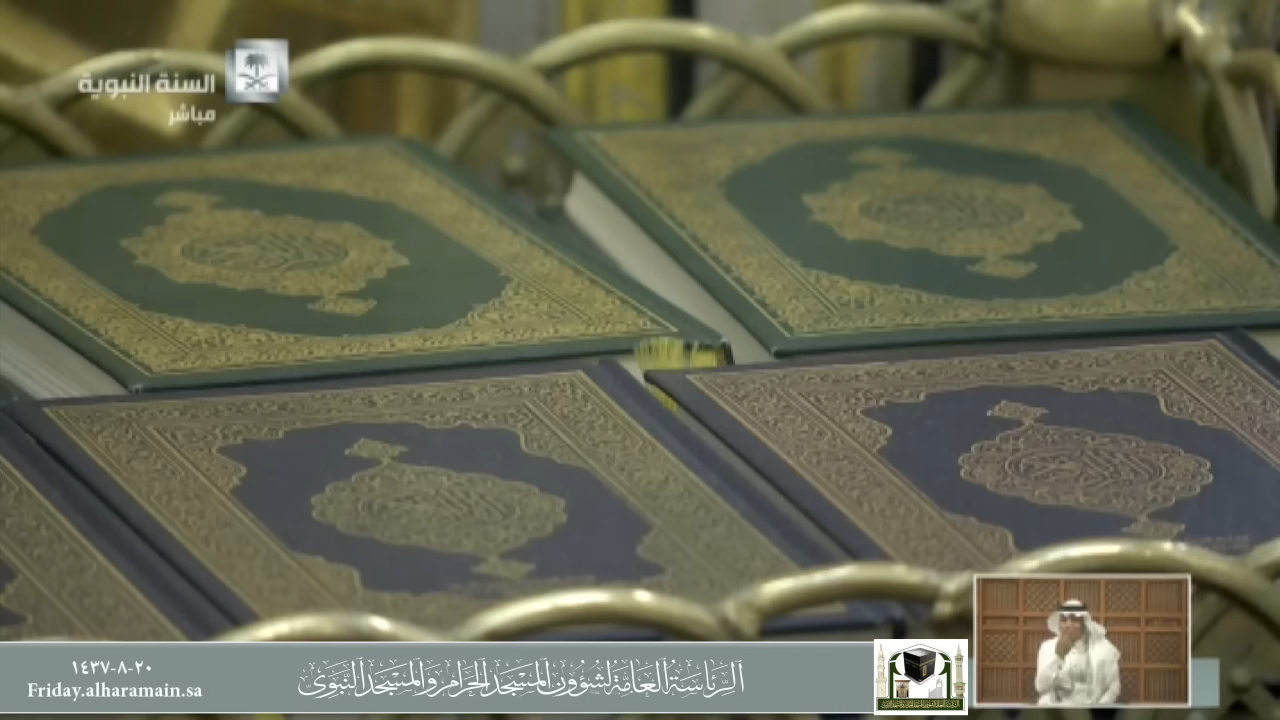 السنة النبوية
مباشر
٢٠-٨-١٤٣٧
Friday.alharamain.sa
الرئاسة العامة لشؤون المسجد الحرام والمسجد النبوي